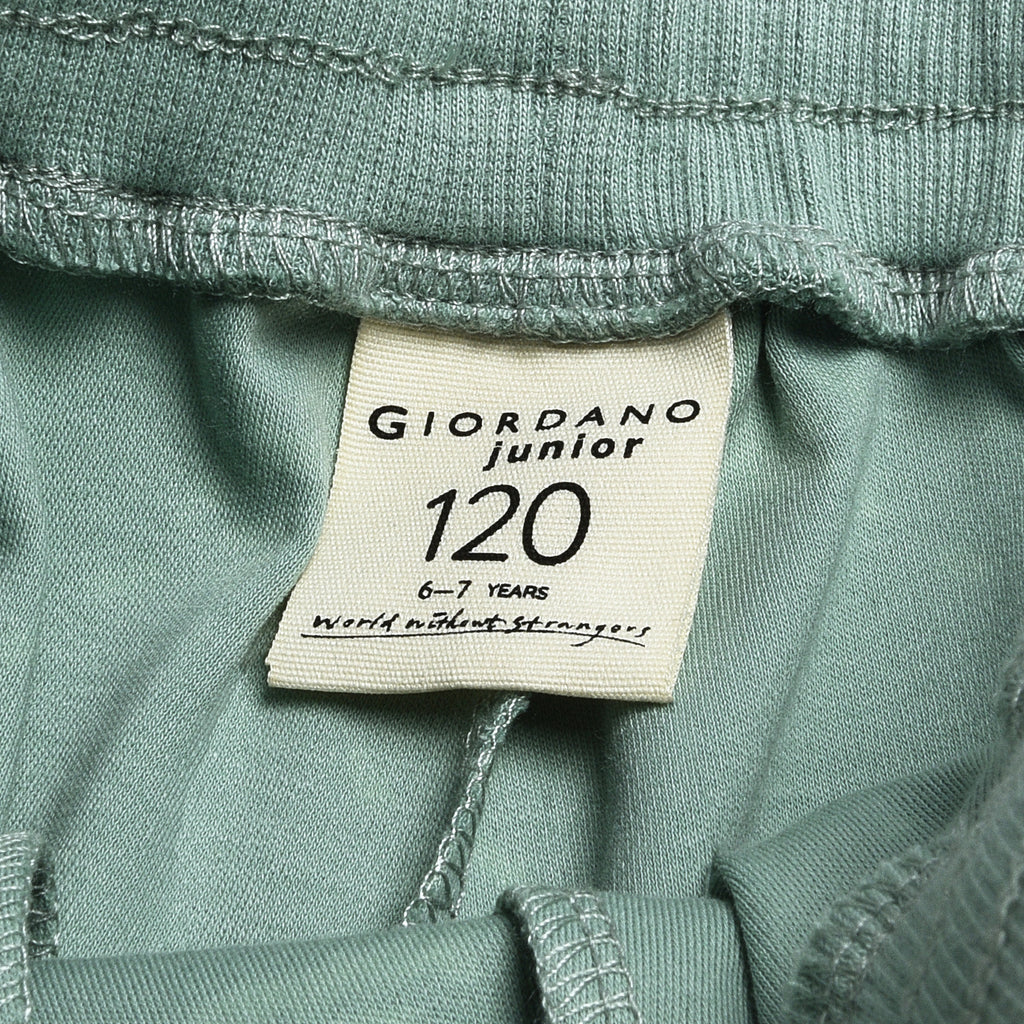 GIORDANO
junior
120
6–7 YEARS
World without strangers